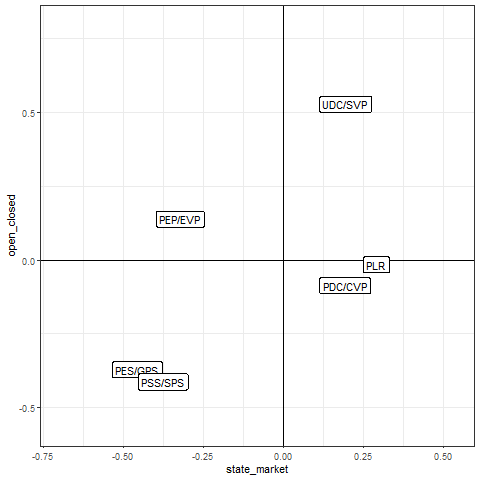 UDC/SVP
0.5
PEP/EVP
open_closed
0.0
PLR
PDC/CVP
PES/GPS
PSS/SPS
-0.5
-0.75 -0.50 -0.25 0.00 0.25 0.50
state_market